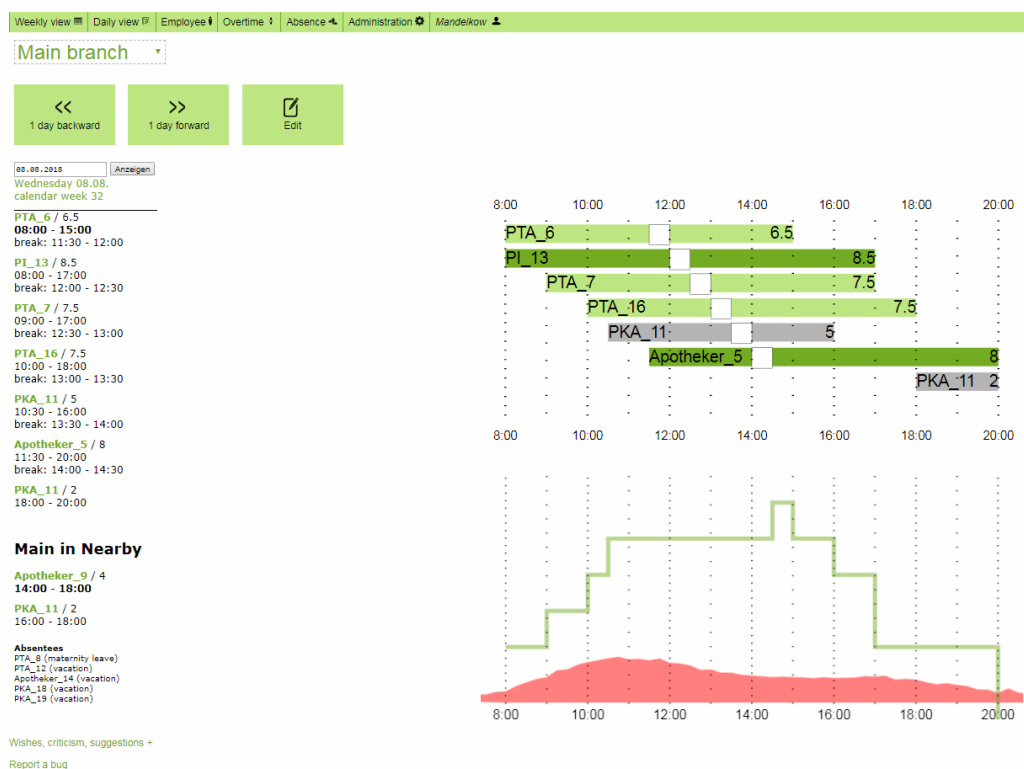 Weekly view Daily view Employee Overtime Absence Administration Mandelkow
Main branch
<< >>
1 day backward 1 day forward Edit
08.08.2018 Anzeigen
Wednesday 08.08.
calendar week 32
PTA_6 / 6.5
08:00 - 15:00
break: 11:30 - 12:00
PI_13 / 8.5
08:00 - 17:00
break: 12:00 - 12:30
PTA_7 / 7.5
09:00 - 17:00
break: 12:30 - 13:00
PTA_16 / 7.5
10:00 - 18:00
break: 13:00 - 13:30
PKA_11 / 5
10:30 - 16:00
break: 13:30 - 14:00
Apotheker_5 / 8
11:30 - 20:00
break: 14:00 - 14:30
PKA_11 / 2
18:00 - 20:00
Main in Nearby
Apotheker_9 / 4
14:00 - 18:00
PKA_11 / 2
16:00 - 18:00
Absentees
PTA_8 (maternity leave)
PTA_12 (vacation)
Apotheker_14 (vacation)
PKA_18 (vacation)
PKA_19 (vacation)
8:00 10:00 12:00 14:00 16:00 18:00 20:00
PTA_6 6.5
PI_13 8.5
PTA_7 7.5
PTA_16 7.5
PKA_11 5
Apotheker_5 8
PKA_11 2
8:00 10:00 12:00 14:00 16:00 18:00 20:00
8:00 10:00 12:00 14:00 16:00 18:00 20:00
Wishes, criticism, suggestions +
Report a bug